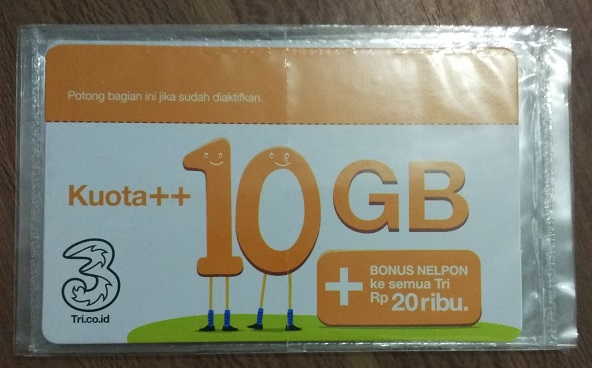 Potong bagian ini jika sudah diaktifkan.
Kuota++ 10 GB
+ BONUS NELPON
ke semua Tri
Rp 20 ribu.
3
Tri.co.id